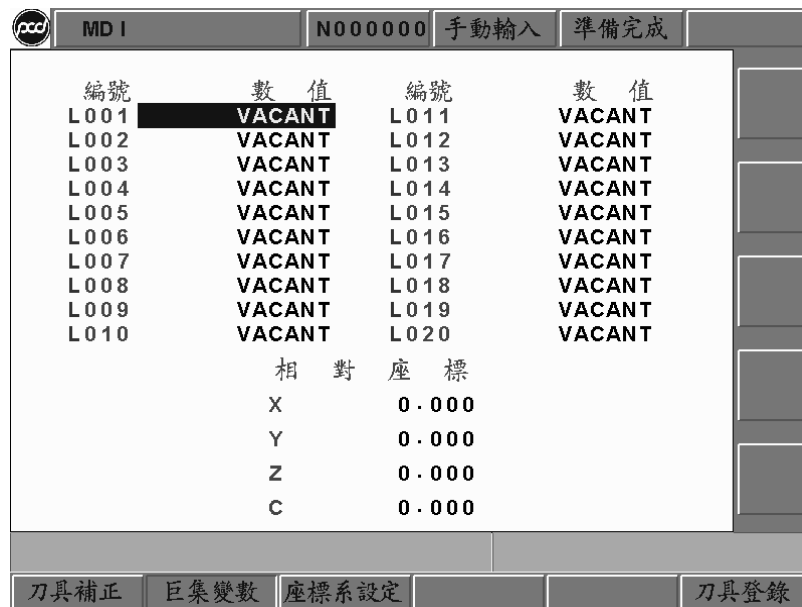 pcd MD I N000000 手動輸入 準備完成
編號 數 值 編號 數 值
L001 VACANT L011 VACANT
L002 VACANT L012 VACANT
L003 VACANT L013 VACANT
L004 VACANT L014 VACANT
L005 VACANT L015 VACANT
L006 VACANT L016 VACANT
L007 VACANT L017 VACANT
L008 VACANT L018 VACANT
L009 VACANT L019 VACANT
L010 VACANT L020 VACANT
相 對 座 標
X 0.000
Y 0.000
Z 0.000
C 0.000
刀具補正 巨集變數 座標系設定 刀具登錄